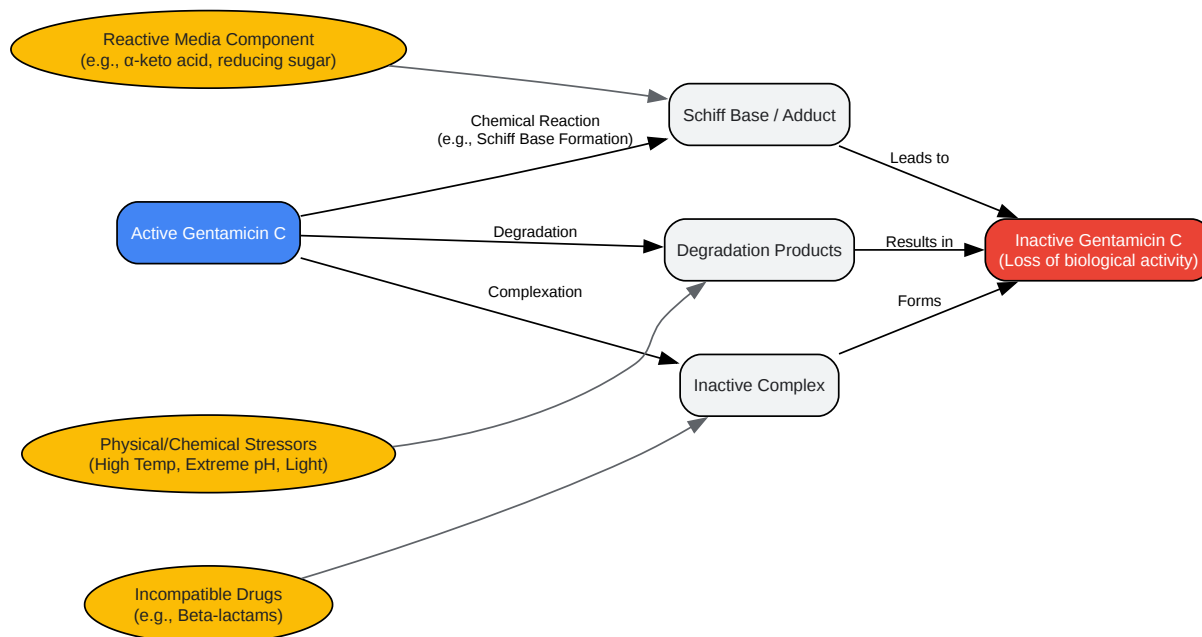 Reactive Media Component
(e.g., α-keto acid, reducing sugar)
Schiff Base / Adduct
Chemical Reaction
(e.g., Schiff Base Formation)
Leads to
Active Gentamicin C
Degradation
Degradation Products
Results in
Inactive Gentamicin C
(Loss of biological activity)
Complexation
Forms
Inactive Complex
Physical/Chemical Stressors
(High Temp, Extreme pH, Light)
Incompatible Drugs
(e.g., Beta-lactams)